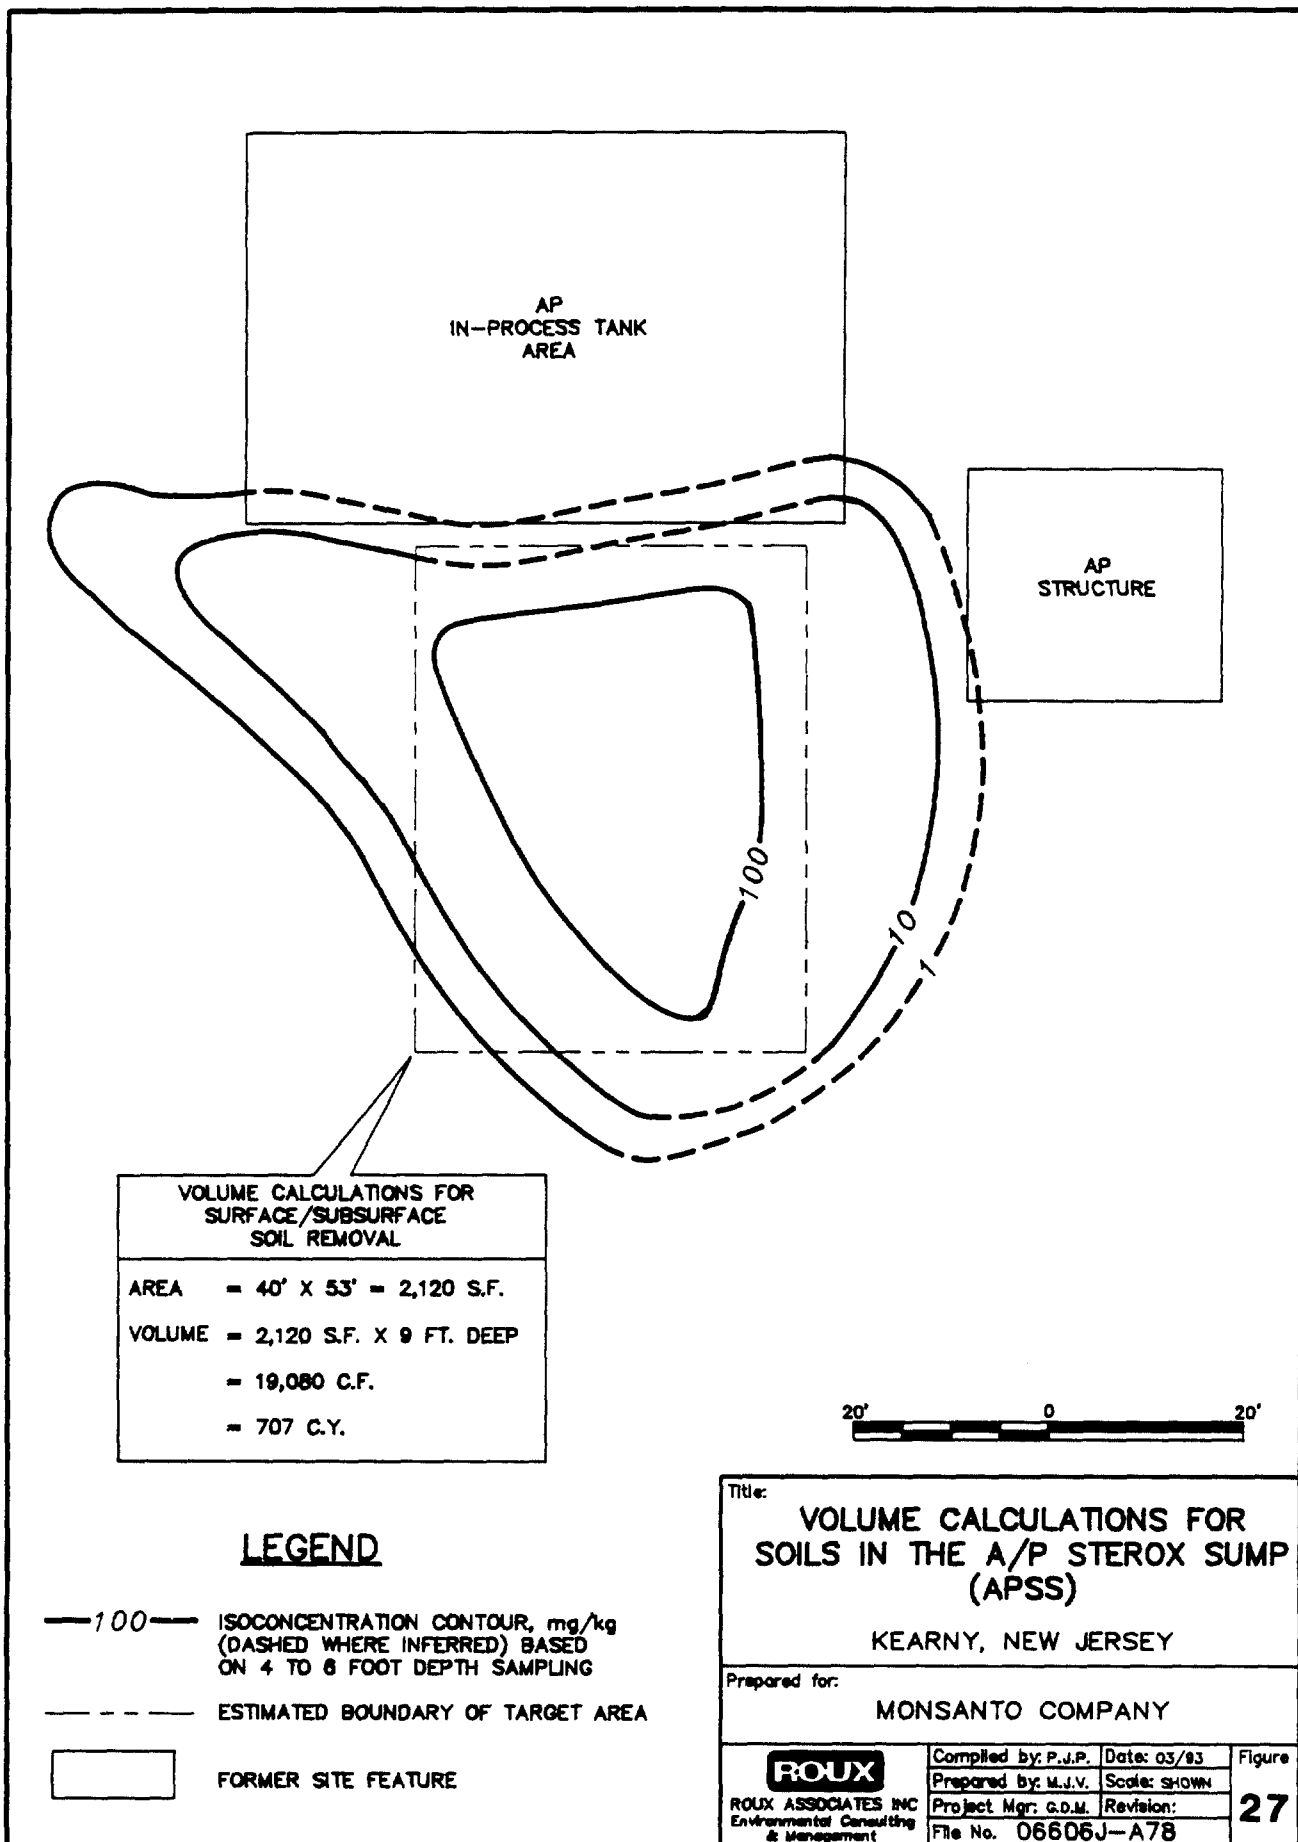 AP
IN-PROCESS TANK
AREA
AP
STRUCTURE
100
10
1
VOLUME CALCULATIONS FOR
SURFACE/SUBSURFACE
SOIL REMOVAL
AREA = 40' X 53' = 2,120 S.F.
VOLUME = 2,120 S.F. X 9 FT. DEEP
= 19,080 C.F.
= 707 C.Y.
20' 0 20'
LEGEND
100 ISOCONCENTRATION CONTOUR, mg/kg
(DASHED WHERE INFERRED) BASED
ON 4 TO 6 FOOT DEPTH SAMPLING
ESTIMATED BOUNDARY OF TARGET AREA
FORMER SITE FEATURE
Title:
VOLUME CALCULATIONS FOR
SOILS IN THE A/P STEROX SUMP
(APSS)
KEARNY, NEW JERSEY
Prepared for:
MONSANTO COMPANY
ROUX
ROUX ASSOCIATES INC
Environmental Consulting
& Management
Compiled by: P.J.P. Date: 03/93
Prepared by: M.J.V. Scale: SHOWN
Project Mgr: G.D.M. Revision:
File No. 06606J-A78
Figure
27